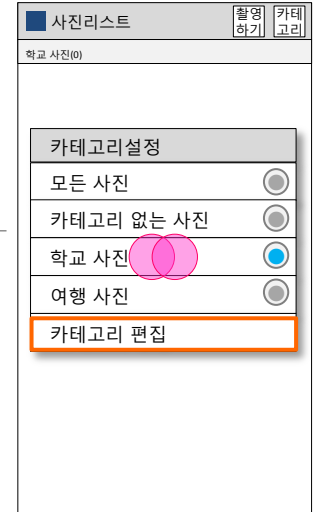 사진리스트
촬영
하기
카테
고리
학교 사진(0)
카테고리설정
모든 사진
카테고리 없는 사진
학교 사진
여행 사진
카테고리 편집